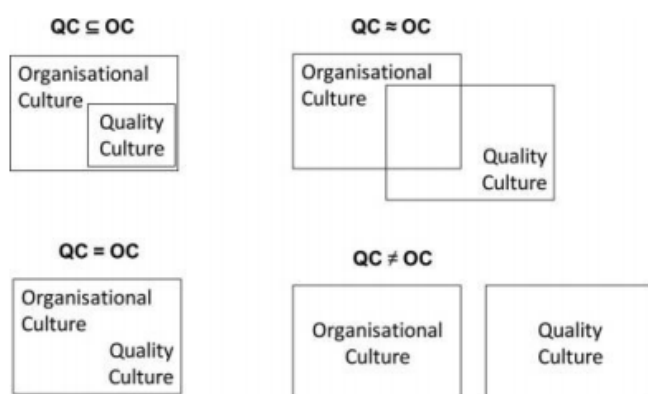 QC ⊆ OC
Organisational
Culture
Quality
Culture
QC ≈ OC
Organisational
Culture
Quality
Culture
QC = OC
Organisational
Culture
Quality
Culture
QC ≠ OC
Organisational
Culture
Quality
Culture